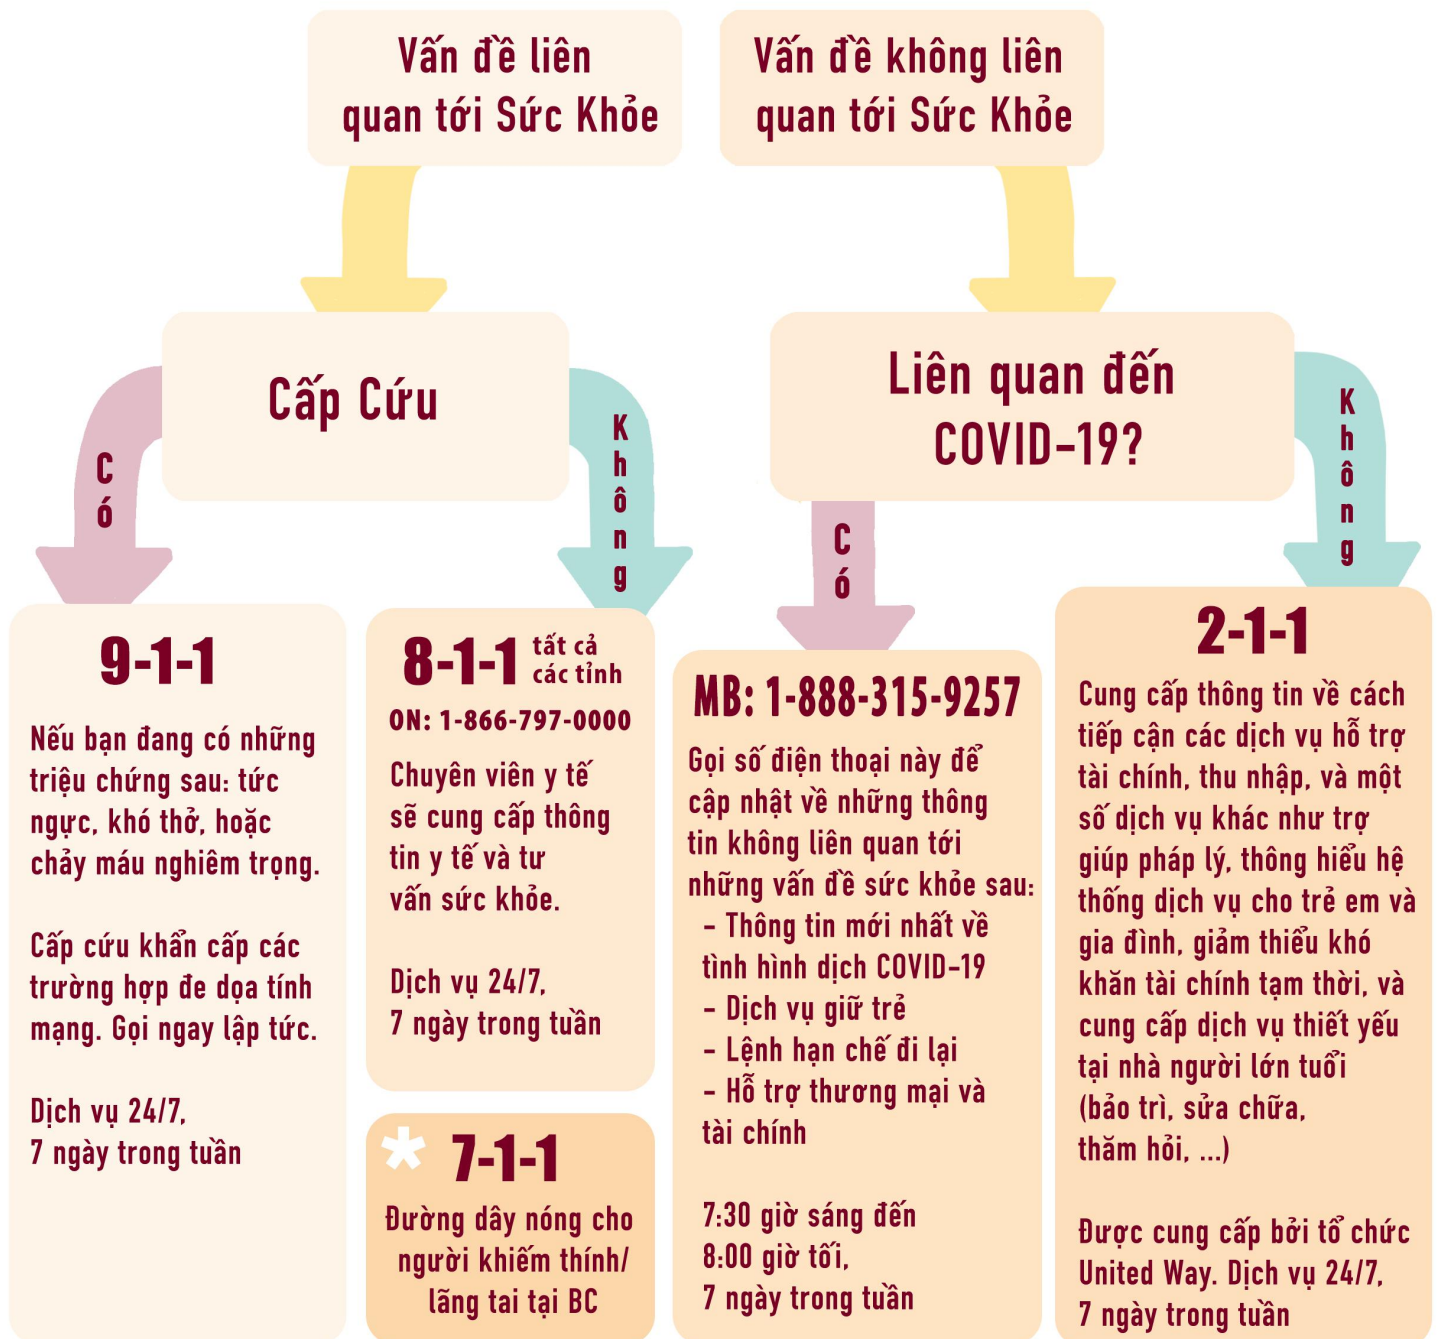 Vấn đề liên
quan tới Sức Khỏe
Vấn đề không liên
quan tới Sức Khỏe
Cấp Cứu
Liên quan đến
COVID-19?
Có
Không
Có
Không
9-1-1
Nếu bạn đang có những
triệu chứng sau: tức
ngực, khó thở, hoặc
chảy máu nghiêm trọng.
Cấp cứu khẩn cấp các
trường hợp đe dọa tính
mạng. Gọi ngay lập tức.
Dịch vụ 24/7,
7 ngày trong tuần
8-1-1 tất cả
các tỉnh
ON: 1-866-797-0000
Chuyên viên y tế
sẽ cung cấp thông
tin y tế và tư
vấn sức khỏe.
Dịch vụ 24/7,
7 ngày trong tuần
* 7-1-1
Đường dây nóng cho
người khiếm thính/
lãng tai tại BC
MB: 1-888-315-9257
Gọi số điện thoại này để
cập nhật về những thông
tin không liên quan tới
những vấn đề sức khỏe sau:
- Thông tin mới nhất về
tình hình dịch COVID-19
- Dịch vụ giữ trẻ
- Lệnh hạn chế đi lại
- Hỗ trợ thương mại và
tài chính
7:30 giờ sáng đến
8:00 giờ tối,
7 ngày trong tuần
2-1-1
Cung cấp thông tin về cách
tiếp cận các dịch vụ hỗ trợ
tài chính, thu nhập, và một
số dịch vụ khác như trợ
giúp pháp lý, thông hiểu hệ
thống dịch vụ cho trẻ em và
gia đình, giảm thiểu khó
khăn tài chính tạm thời, và
cung cấp dịch vụ thiết yếu
tại nhà người lớn tuổi
(bảo trì, sửa chữa,
thăm hỏi, ...)
Được cung cấp bởi tổ chức
United Way. Dịch vụ 24/7,
7 ngày trong tuần